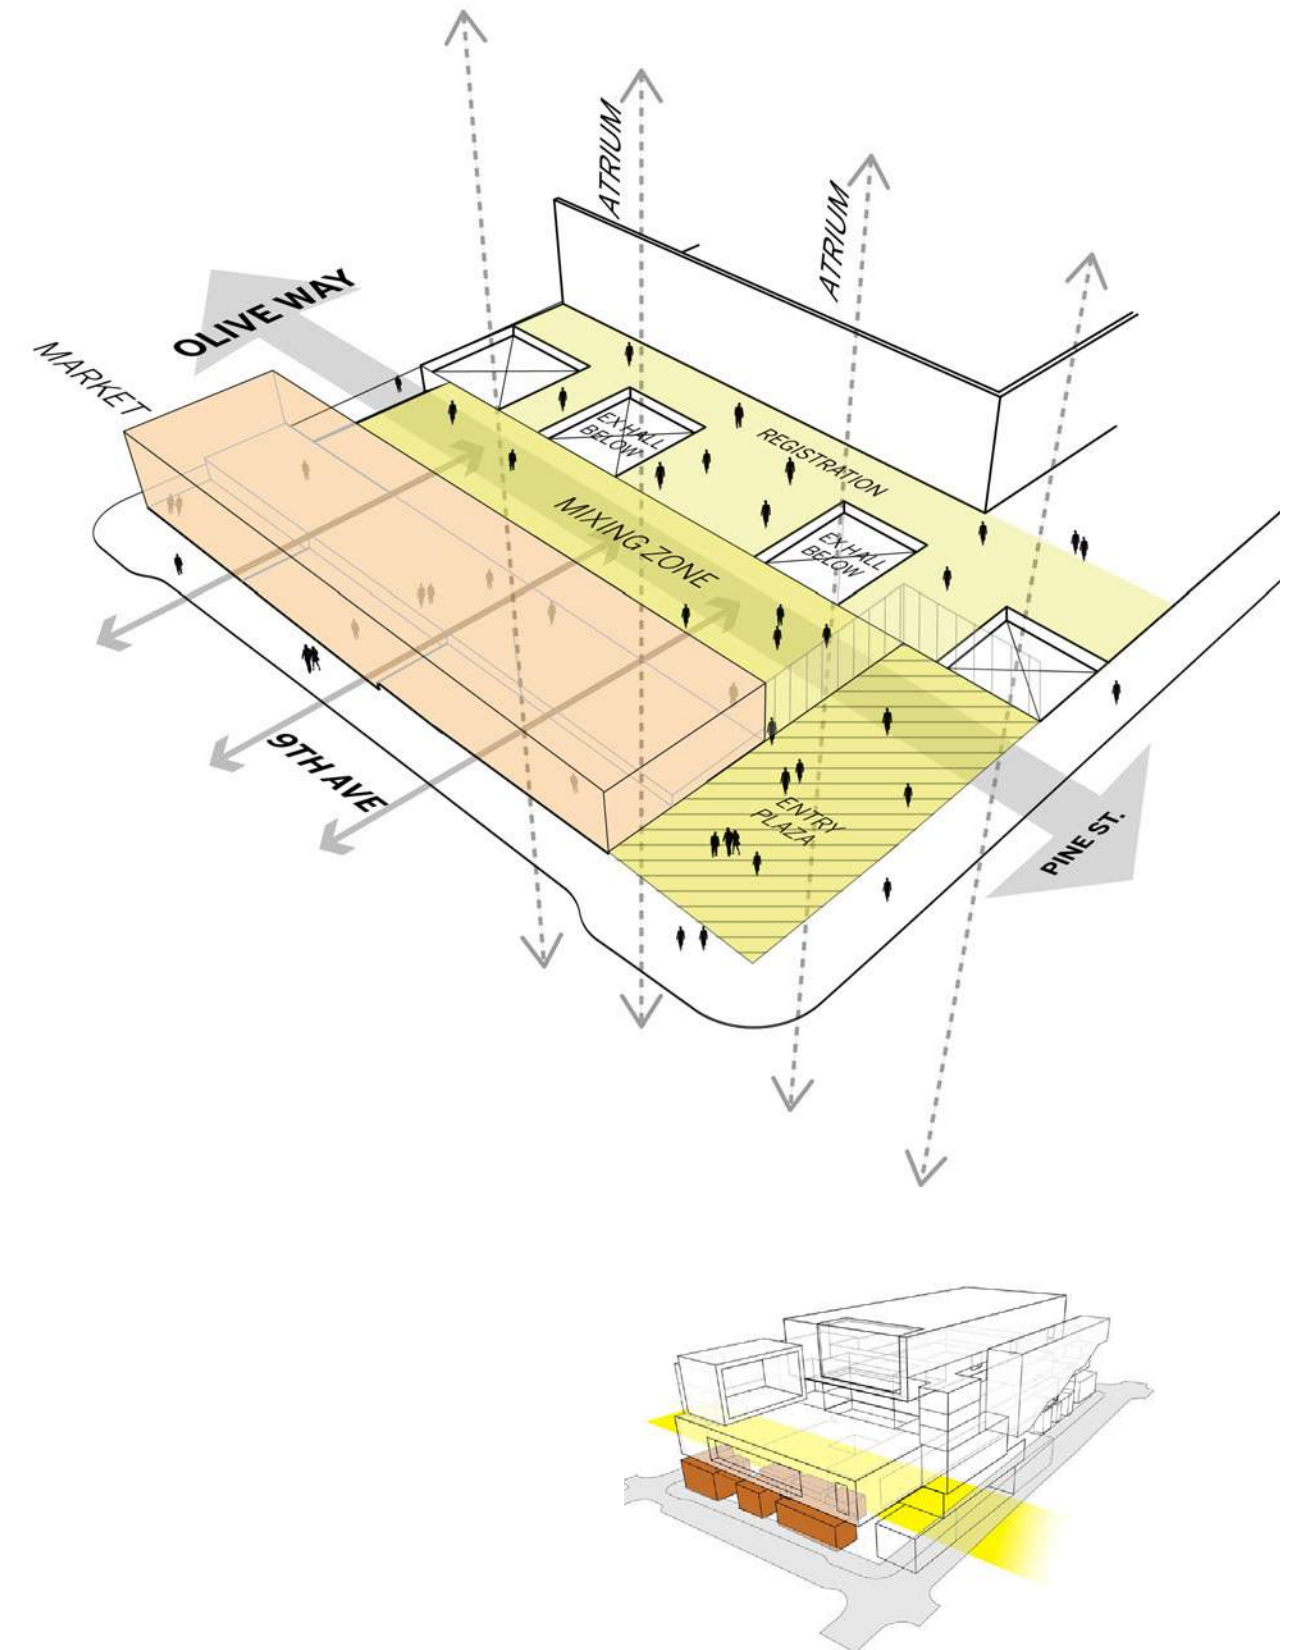 ATRIUM
ATRIUM
OLIVE WAY
MARKET
EX HALL
BELOW
REGISTRATION
MIXING ZONE
EX HALL
BELOW
9TH AVE
ENTRY
PLAZA
PINE ST.